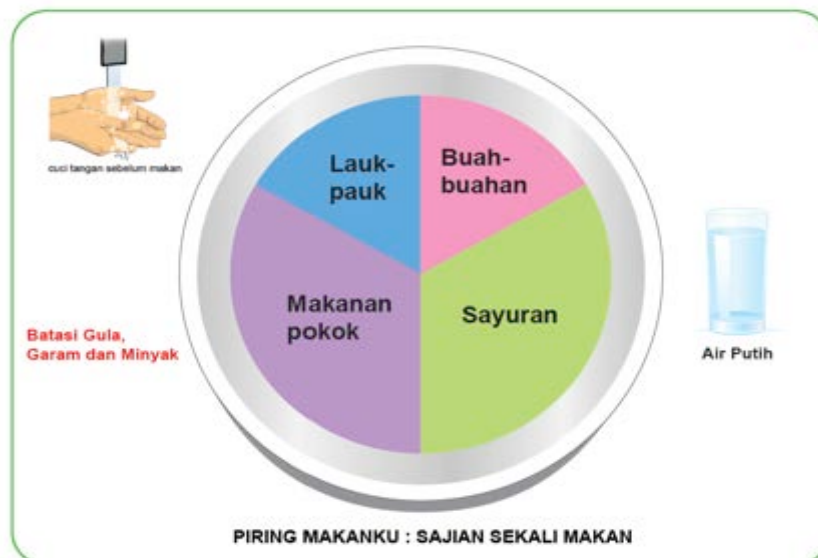 cuci tangan sebelum makan
Lauk-
pauk
Buah-
buahan
Makanan
pokok
Sayuran
Batasi Gula,
Garam dan Minyak
Air Putih
PIRING MAKANKU : SAJIAN SEKALI MAKAN